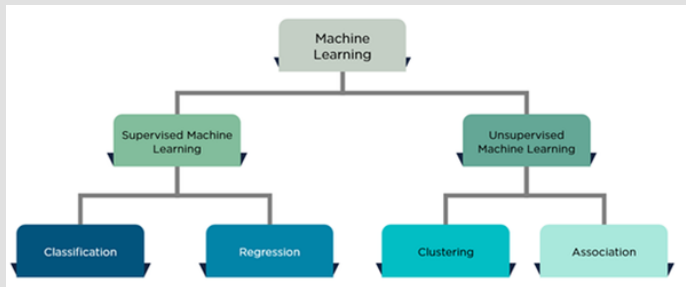 Machine
Learning
Supervised Machine
Learning
Unsupervised
Machine Learning
Classification
Regression
Clustering
Association